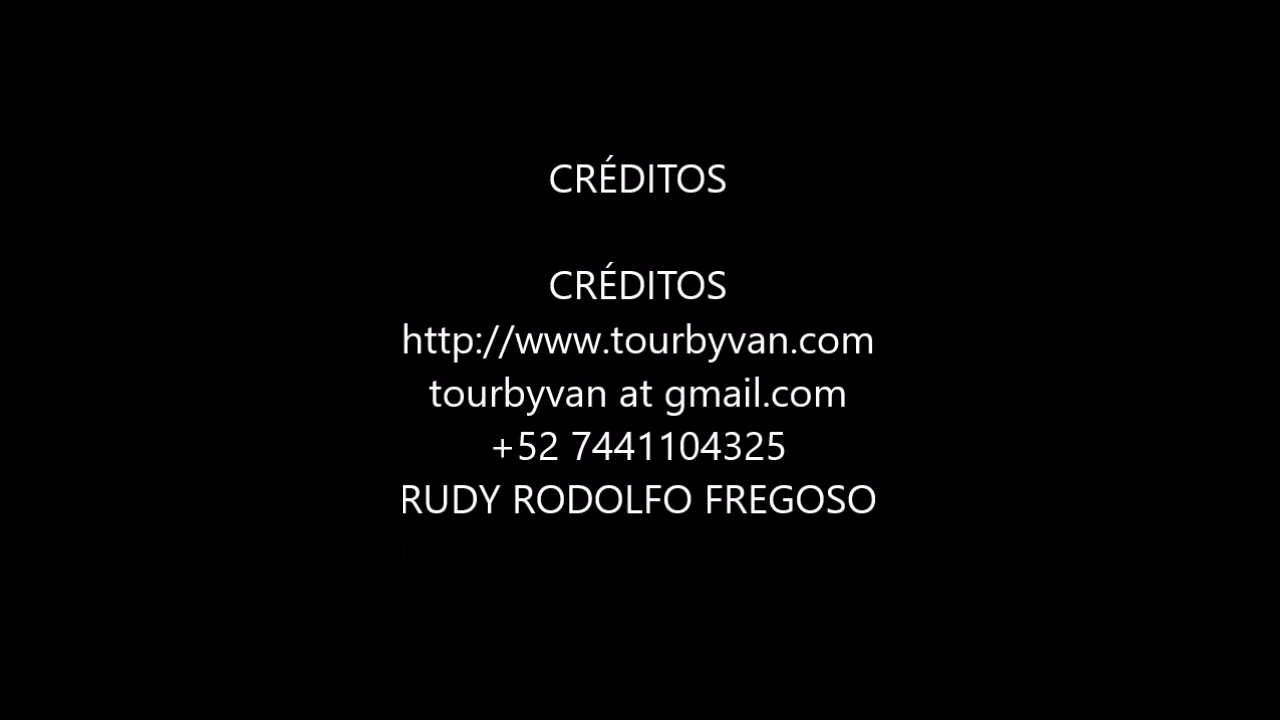 CRÉDITOS
CRÉDITOS
http://www.tourbyvan.com
tourbyvan at gmail.com
+52 7441104325
RUDY RODOLFO FREGOSO